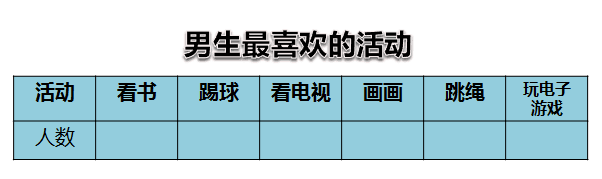 男生最喜欢的活动
活动 看书 踢球 看电视 画画 跳绳 玩电子
游戏
人数